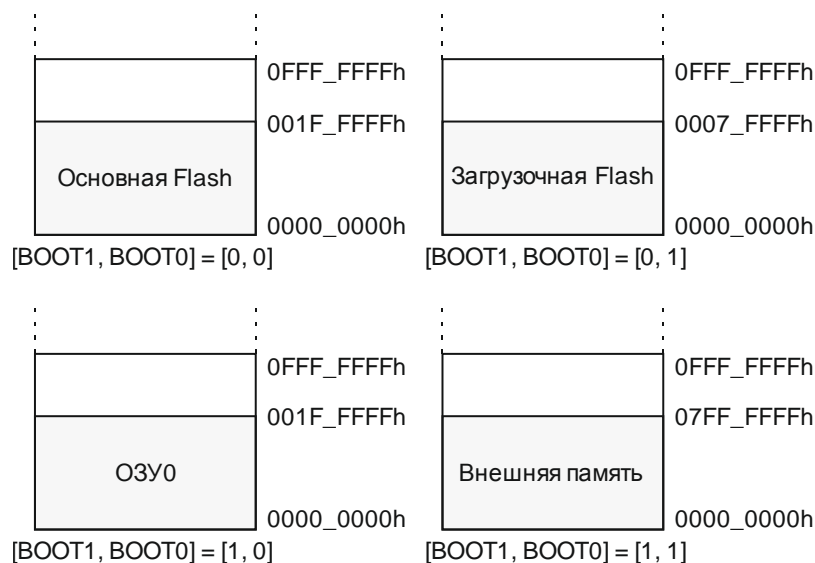 0FFF_FFFFh
001F_FFFFh
Основная Flash
0000_0000h
[BOOT1, BOOT0] = [0, 0]
0FFF_FFFFh
0007_FFFFh
Загрузочная Flash
0000_0000h
[BOOT1, BOOT0] = [0, 1]
0FFF_FFFFh
001F_FFFFh
ОЗУ0
0000_0000h
[BOOT1, BOOT0] = [1, 0]
0FFF_FFFFh
07FF_FFFFh
Внешняя память
0000_0000h
[BOOT1, BOOT0] = [1, 1]